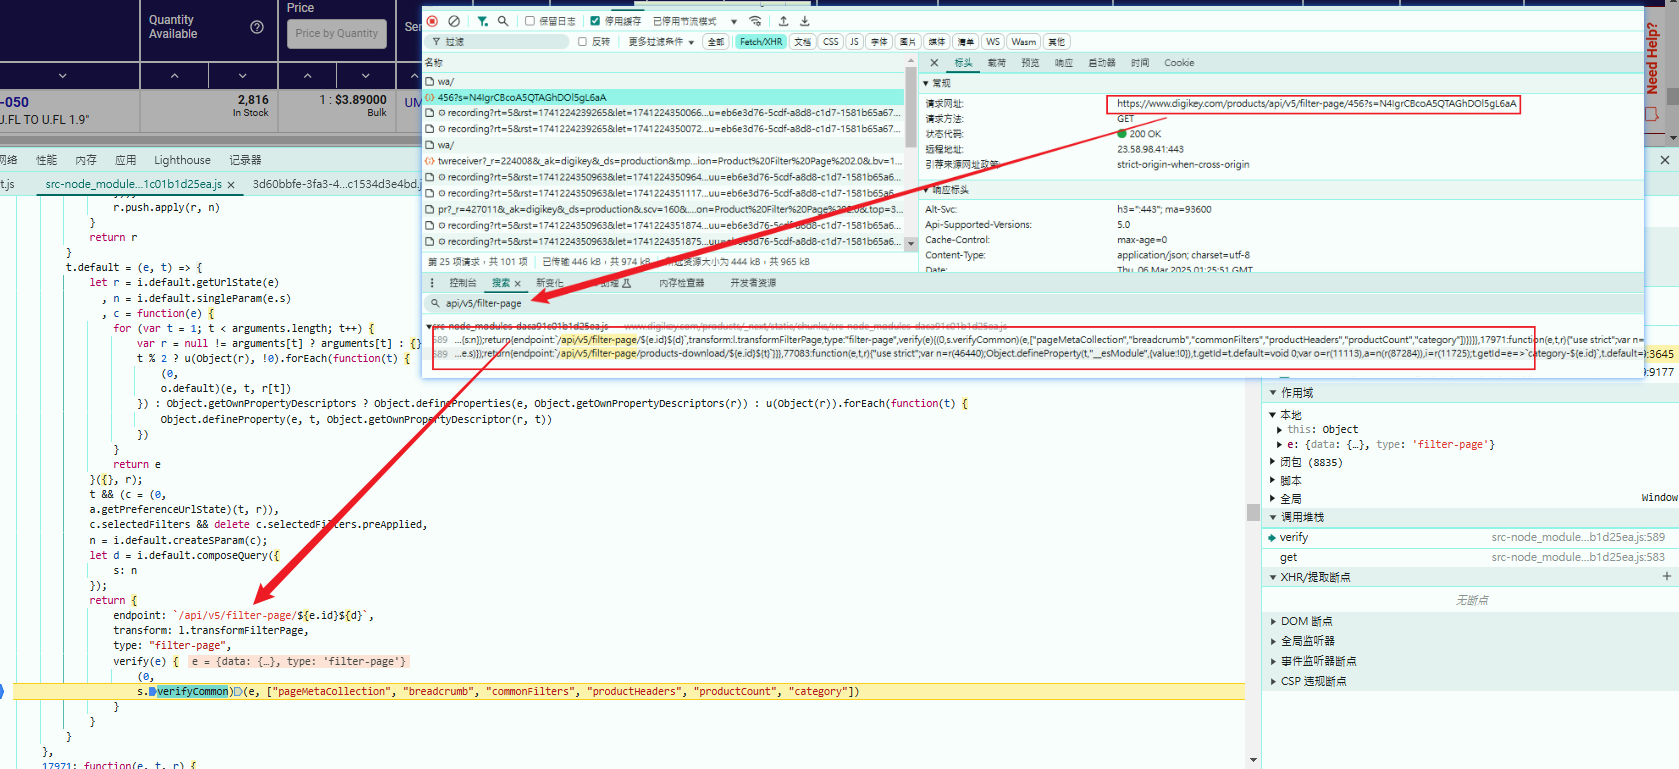 Quantity
Available
Price
Price by Quantity
Ser
-050
U.FL TO U.FL 1.9"
2,816
In Stock
1 : $3.89000
Bulk
UM
Need Help?
保留日志
停用缓存
已停用节流模式
过滤
反转
更多过滤条件
全部
Fetch/XHR
文档
CSS
JS
字体
图片
媒体
清单
WS
Wasm
其他
名称
wa/
456?s=N4IgrCBcoA5QTAGhDOl5gL6aA
recording?rt=5&rst=1741224239265&let=1741224350066...u=eb6e3d76-5cdf-a8d8-c1d7-1581b65a67...
recording?rt=5&rst=1741224239265&let=1741224350072...u=eb6e3d76-5cdf-a8d8-c1d7-1581b65a67...
wa/
twreceiver?_r=224008&_ak=digikey&_ds=production&mp...ion=Product%20Filter%20Page%202.0&.bv=1...
recording?rt=5&rst=1741224350963&let=1741224350964...uu=eb6e3d76-5cdf-a8d8-c1d7-1581b65a6...
recording?rt=5&rst=1741224350963&let=1741224351117...uu=eb6e3d76-5cdf-a8d8-c1d7-1581b65a6...
pr?_r=427011&_ak=digikey&_ds=production&.scv=160&...on=Product%20Filter%20Page
recording?rt=5&rst=1741224350963&let=1741224351874...uu=eb6e3d76-5cdf-a8d8-c1d7-1581b65a6...
recording?rt=5&rst=1741224350963&let=1741224351875...uu=eb6e3d76-5cdf-a8d8-c1d7-1581b65a6...
第 25 项请求，共 101 项
已传输 446 kB，共 974 kB
资源大小为 444 kB，共 965 kB
标头
载荷
预览
响应
启动器
时间
Cookie
常规
请求网址:
https://www.digikey.com/products/api/v5/filter-page/456?s=N4IgrCBcoA5QTAGhDOl5gL6aA
请求方法:
GET
状态代码:
200 OK
远程地址:
23.58.98.41:443
引荐来源网址政策:
strict-origin-when-cross-origin
响应标头
Alt-Svc:
h3=":443"; ma=93600
Api-Supported-Versions:
5.0
Cache-Control:
max-age=0
Content-Type:
application/json; charset=utf-8
Date:
Thu, 06 Mar 2025 01:25:51 GMT
控制台
搜索
新变化
内存检查器
开发者资源
api/v5/filter-page
src-node_modules-daca91c01b1d25ea.js
www.digikey.com/products/_next/static/chunks/src-node_modules-daca91c01b1d25ea.js
589 ...(s:n]);return{endpoint:`/api/v5/filter-page/${e.id}${d}`,transform:l.transformFilterPage,type:"filter-page",verify(e){(0,s.verifyCommon)(e,["pageMetaCollection","breadcrumb","commonFilters","productHeaders","productCount","category"])}}}},17971:function(e,t,r){"use strict";var n=
589 ...e.s)});return{endpoint:`/api/v5/filter-page/products-download/${e.id}${t}`}}},77083:function(e,t,r){"use strict";var n=r(46440);Object.defineProperty(t,"__esModule",{value:!0}),t.getId=t.default=void 0;var o=r(11113),a=n(r(87284)),i=r(11725);t.getId=e=>`category-${e.id}`,t.default=
网络
性能
内存
应用
Lighthouse
记录器
t.js
src-node_module...1c01b1d25ea.js
3d60bbfe-3fa3-4...c1534d3e4bd.j
r.push.apply(r, n)
}
return r
}
t.default = (e, t) => {
let r = i.default.getUrlState(e)
, n = i.default.singleParam(e.s)
, c = function(e) {
for (var t = 1; t < arguments.length; t++) {
var r = null != arguments[t] ? arguments[t] : {}
t % 2 ? u(Object(r), !0).forEach(function(t) {
(0,
o.default)(e, t, r[t])
}) : Object.getOwnPropertyDescriptors ? Object.defineProperties(e, Object.getOwnPropertyDescriptors(r)) : u(Object(r)).forEach(function(t) {
Object.defineProperty(e, t, Object.getOwnPropertyDescriptor(r, t))
})
}
return e
}({}, r);
t && (c = (0,
a.getPreferenceUrlState)(t, r)),
c.selectedFilters && delete c.selectedFilters.preApplied,
n = i.default.createSParam(c);
let d = i.default.composeQuery({
s: n
});
return {
endpoint: `/api/v5/filter-page/${e.id}${d}`,
transform: l.transformFilterPage,
type: "filter-page",
verify(e) { e = {data: {…}, type: 'filter-page'}
(0,
s.verifyCommon)(e, ["pageMetaCollection", "breadcrumb", "commonFilters", "productHeaders", "productCount", "category"])
}
}
}
},
17971: function(e, t, r) {
9:3645
9:9177
作用域
本地
this: Object
e: {data: {…}, type: 'filter-page'}
闭包 (8835)
脚本
全局
Window
调用堆栈
verify
src-node_module...b1d25ea.js:589
get
src-node_module...b1d25ea.js:583
XHR/提取断点
无断点
DOM 断点
全局监听器
事件监听器断点
CSP 违规断点